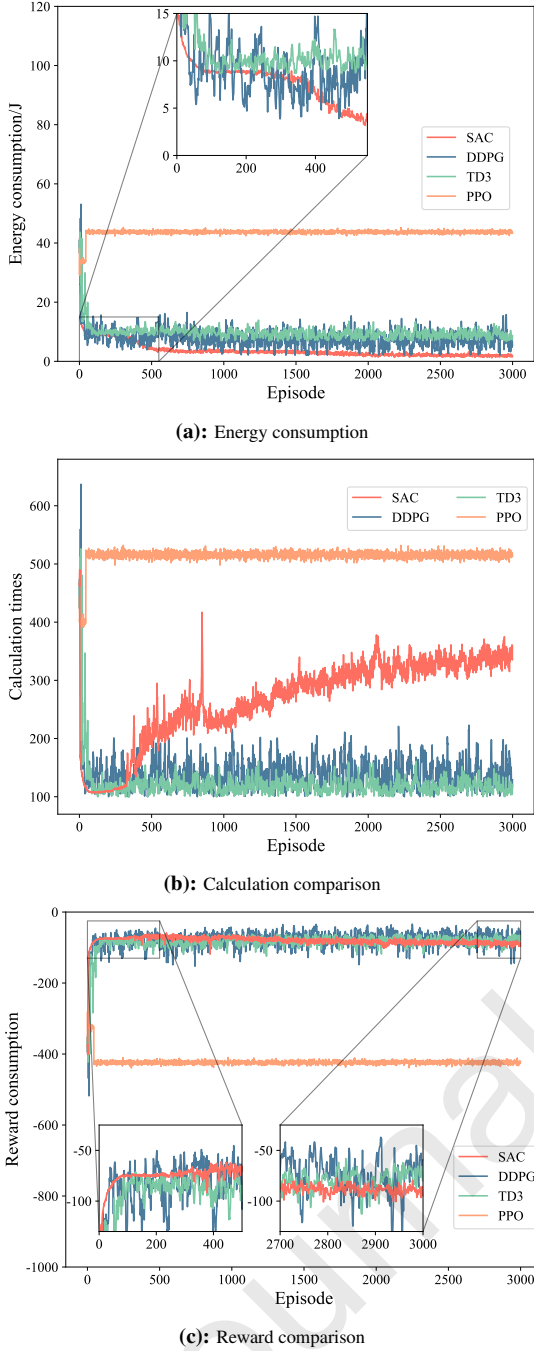 120
100
80
60
40
20
0
Energy consumption/J
15
10
5
0
0
200
400
SAC
DDPG
TD3
PPO
0
500
1000
1500
2000
2500
3000
Episode
(a): Energy consumption
600
500
400
300
200
100
Calculation times
SAC
DDPG
TD3
PPO
0
500
1000
1500
2000
2500
3000
Episode
(b): Calculation comparison
0
-200
-400
-600
-800
-1000
Reward consumption
-50
-100
0
200
400
-50
-100
2700
2800
2900
3000
SAC
DDPG
TD3
PPO
0
500
1000
1500
2000
2500
3000
Episode
(c): Reward comparison